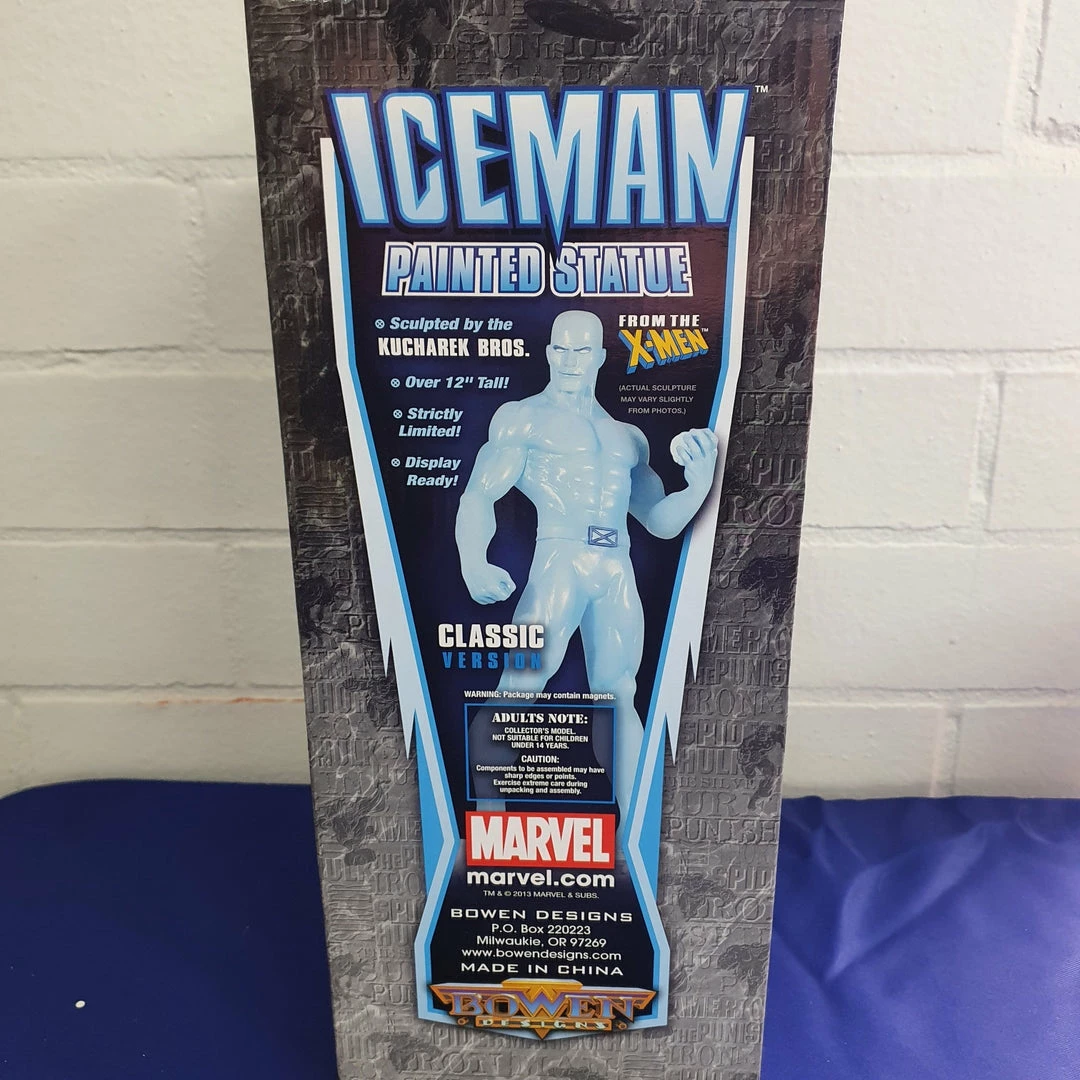 ICEMAN™
PAINTED STATUE
⊗ Sculpted by the
KUCHAREK BROS.
⊗ Over 12" Tall!
⊗ Strictly
Limited!
⊗ Display
Ready!
FROM THE
X-MEN™
(ACTUAL SCULPTURE
MAY VARY SLIGHTLY
FROM PHOTOS.)
CLASSIC
VERSION
WARNING: Package may contain magnets.
ADULTS NOTE:
COLLECTOR'S MODEL.
NOT SUITABLE FOR CHILDREN
UNDER 14 YEARS.
CAUTION:
Components to be assembled may have
sharp edges or points.
Exercise extreme care during
unpacking and assembly.
MARVEL
marvel.com
TM & © 2013 MARVEL & SUBS.
BOWEN DESIGNS
P.O. Box 220223
Milwaukie, OR 97269
www.bowendesigns.com
MADE IN CHINA
BOWEN
DESIGNS